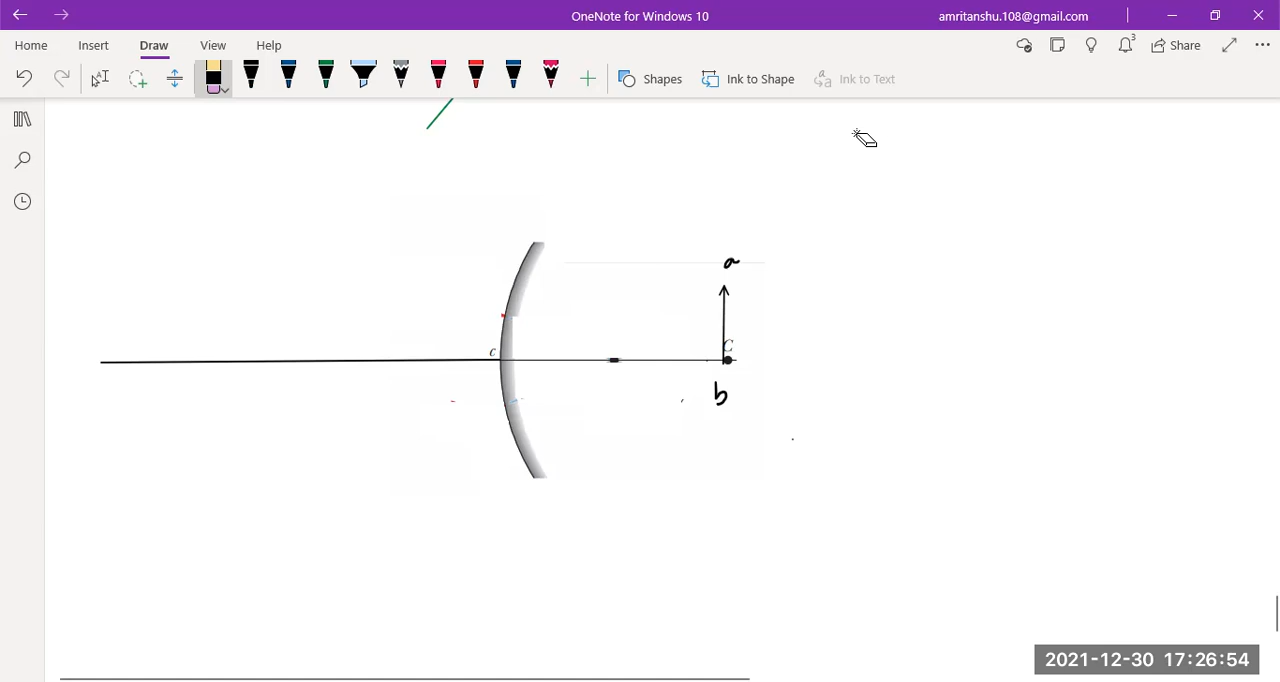 OneNote for Windows 10
amritanshu.108@gmail.com
Home Insert Draw View Help
3
Share
Shapes
Ink to Shape
Ink to Text
a
c
C
b
2021-12-30 17:26:54